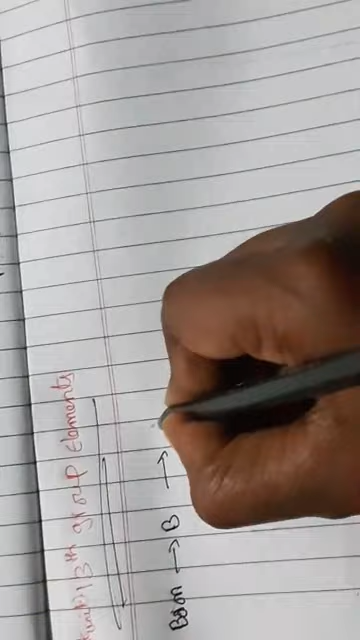 13th group Elements
Boron → B →